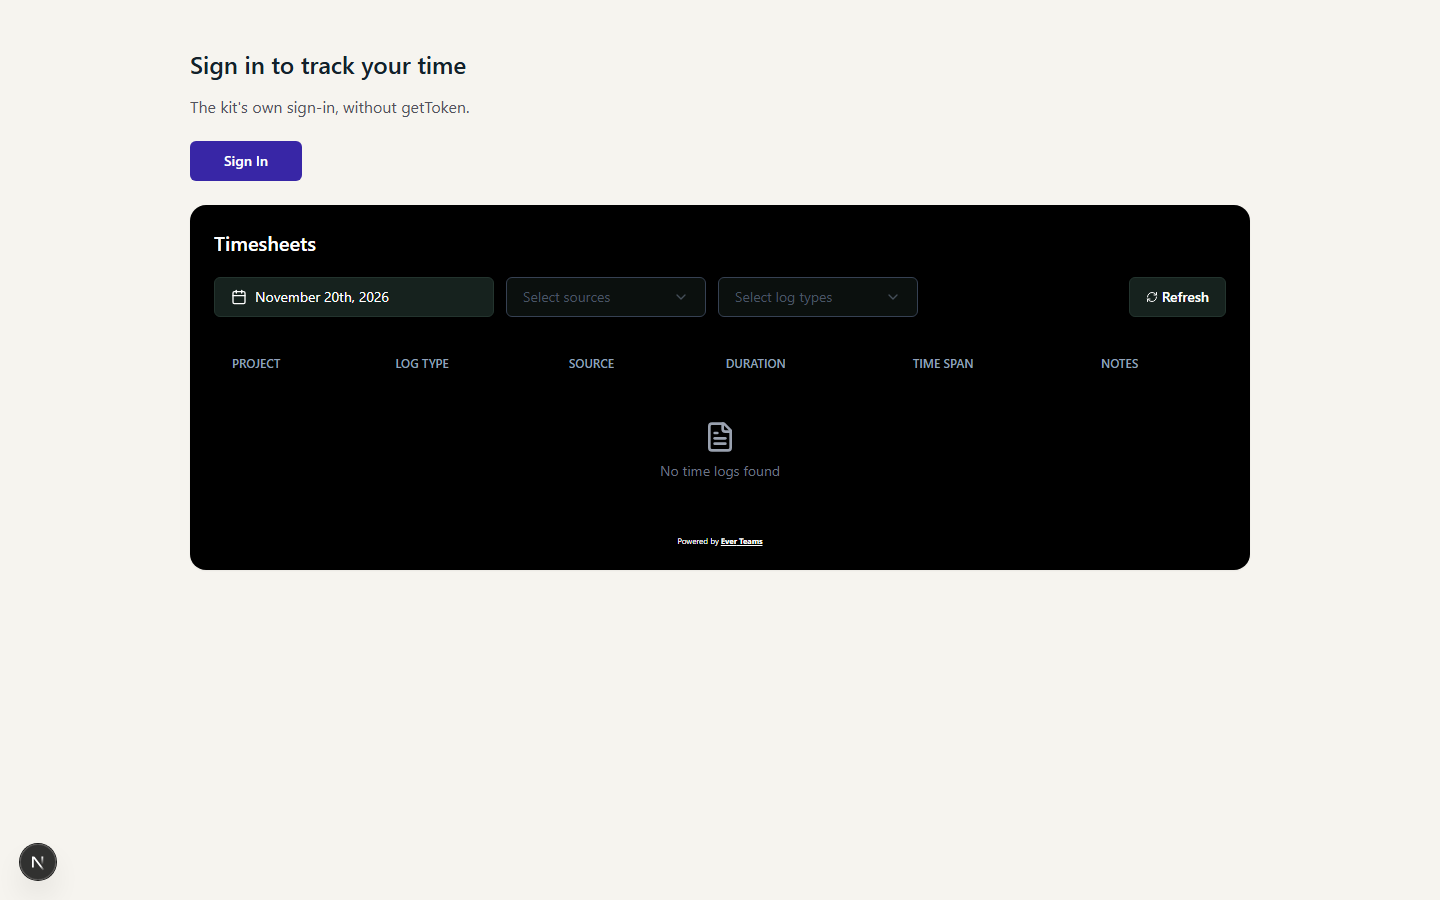 Sign in to track your time
The kit's own sign-in, without getToken.
Sign In
Timesheets
November 20th, 2026
Select sources
Select log types
Refresh
PROJECT LOG TYPE SOURCE DURATION TIME SPAN NOTES
No time logs found
Powered by Ever Teams
N